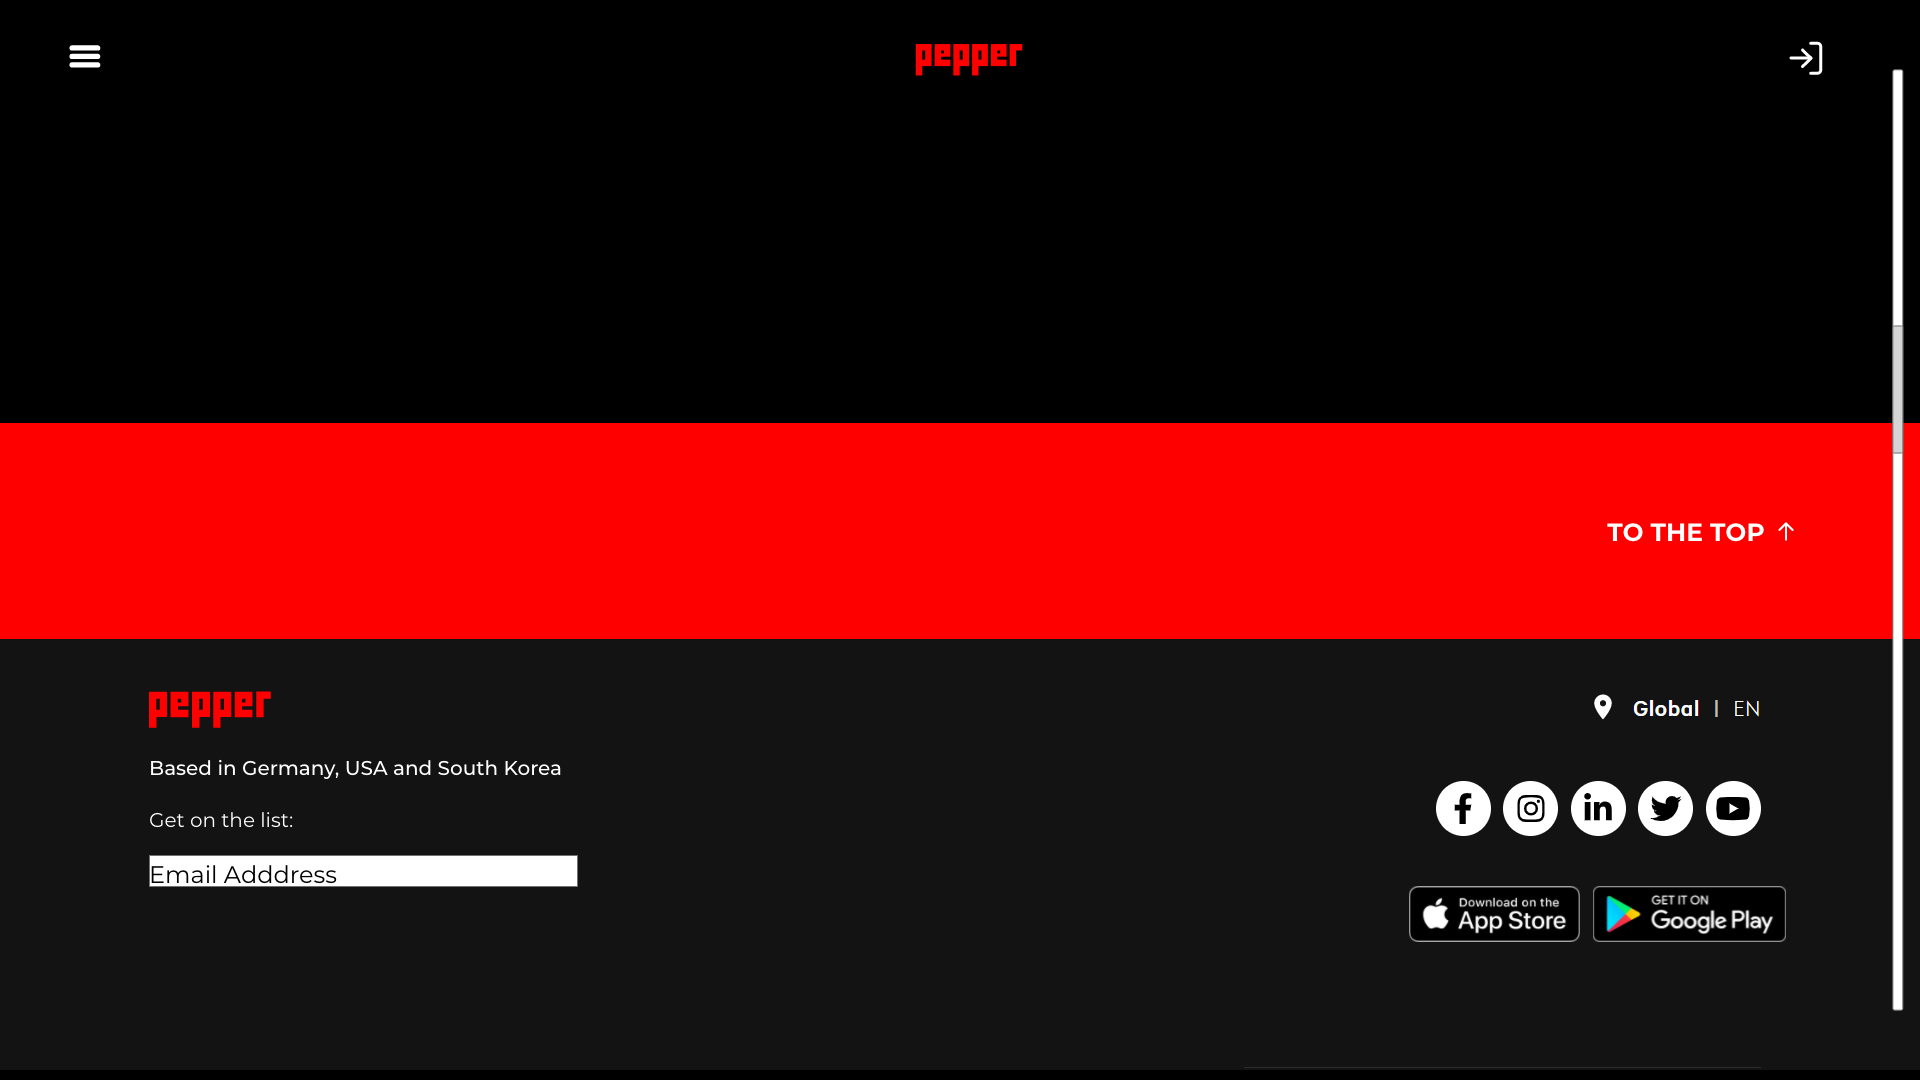 pepper
TO THE TOP ↑
pepper
Global | EN
Based in Germany, USA and South Korea
Get on the list:
Email Adddress
Download on the
App Store
GET IT ON
Google Play